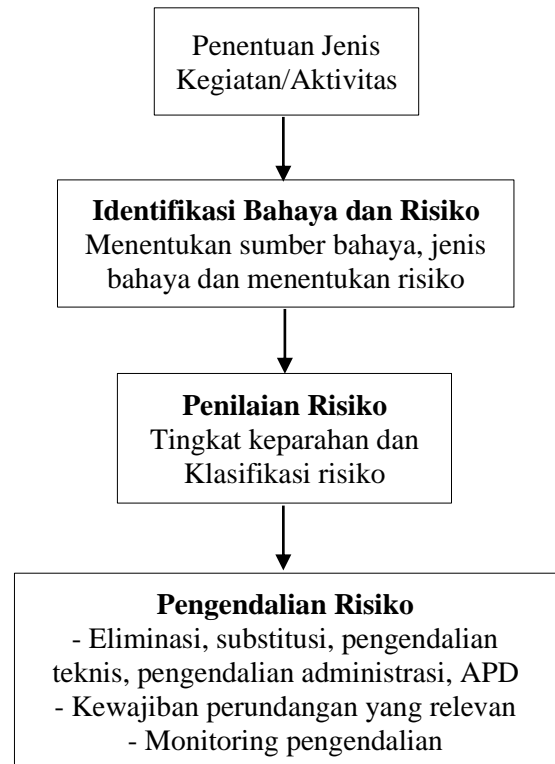 Penentuan Jenis
Kegiatan/Aktivitas
Identifikasi Bahaya dan Risiko
Menentukan sumber bahaya, jenis
bahaya dan menentukan risiko
Penilaian Risiko
Tingkat keparahan dan
Klasifikasi risiko
Pengendalian Risiko
- Eliminasi, substitusi, pengendalian
teknis, pengendalian administrasi, APD
- Kewajiban perundangan yang relevan
- Monitoring pengendalian